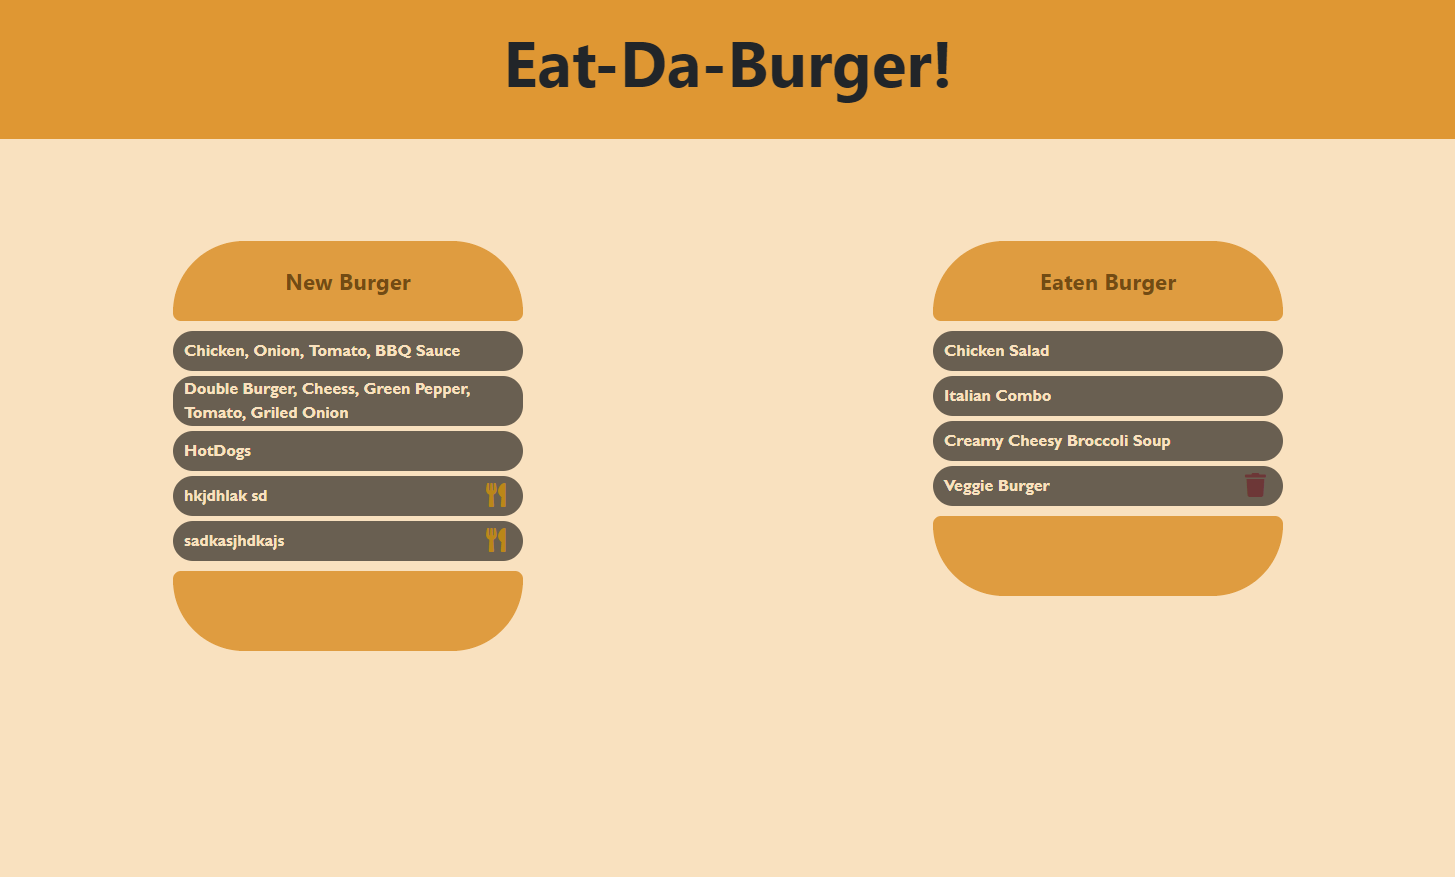 Eat-Da-Burger!
New Burger
Chicken, Onion, Tomato, BBQ Sauce
Double Burger, Cheess, Green Pepper,
Tomato, Griled Onion
HotDogs
hkjdhlak sd
sadkasjhdkajs
Eaten Burger
Chicken Salad
Italian Combo
Creamy Cheesy Broccoli Soup
Veggie Burger